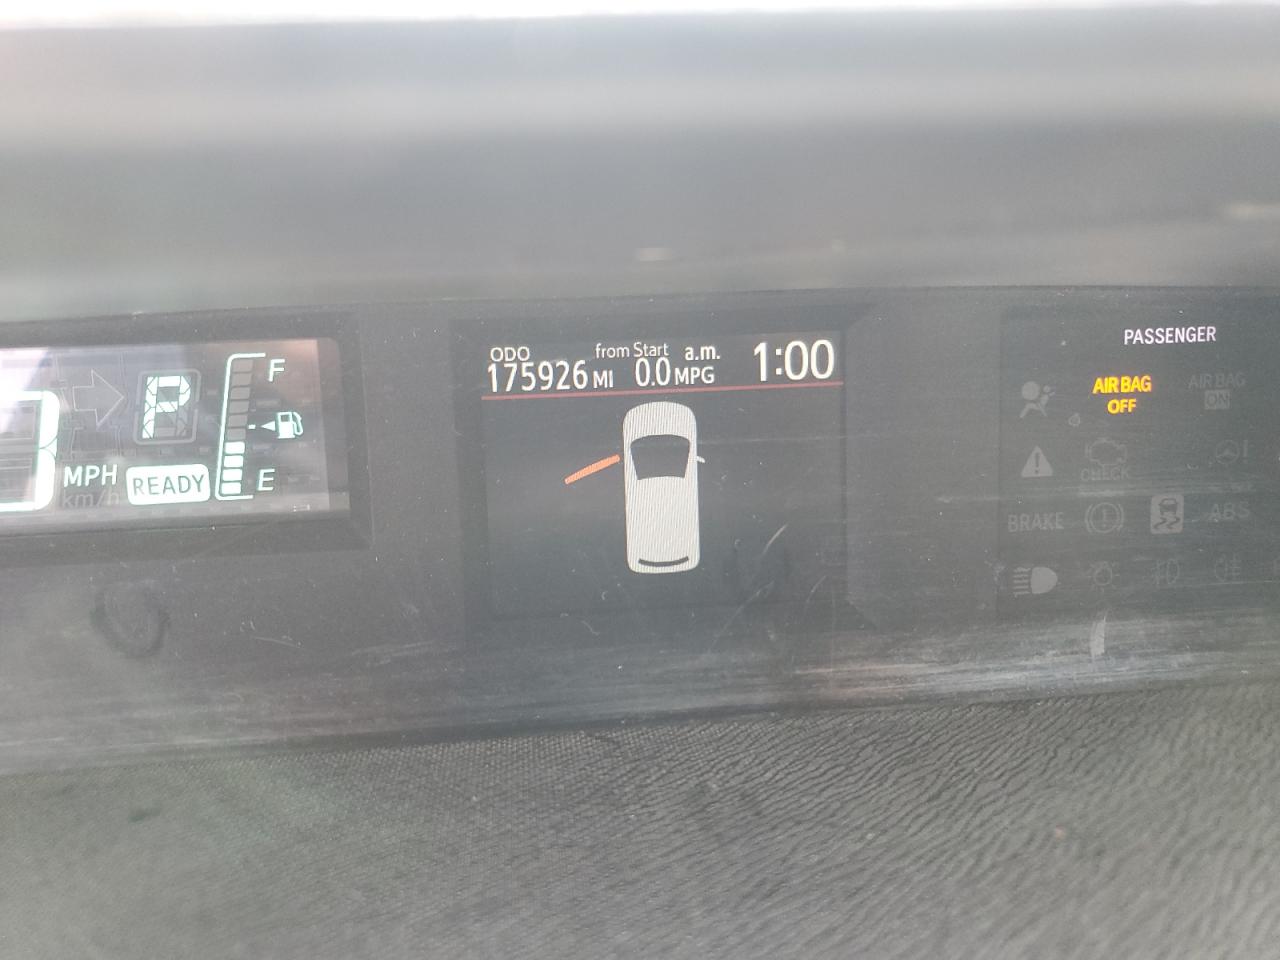 P
F
MPH
km/h
READY
E
ODO
175926 MI
from Start
0.0 MPG
a.m.
1:00
PASSENGER
AIR BAG
OFF
AIR BAG
ON
CHECK
BRAKE
ABS